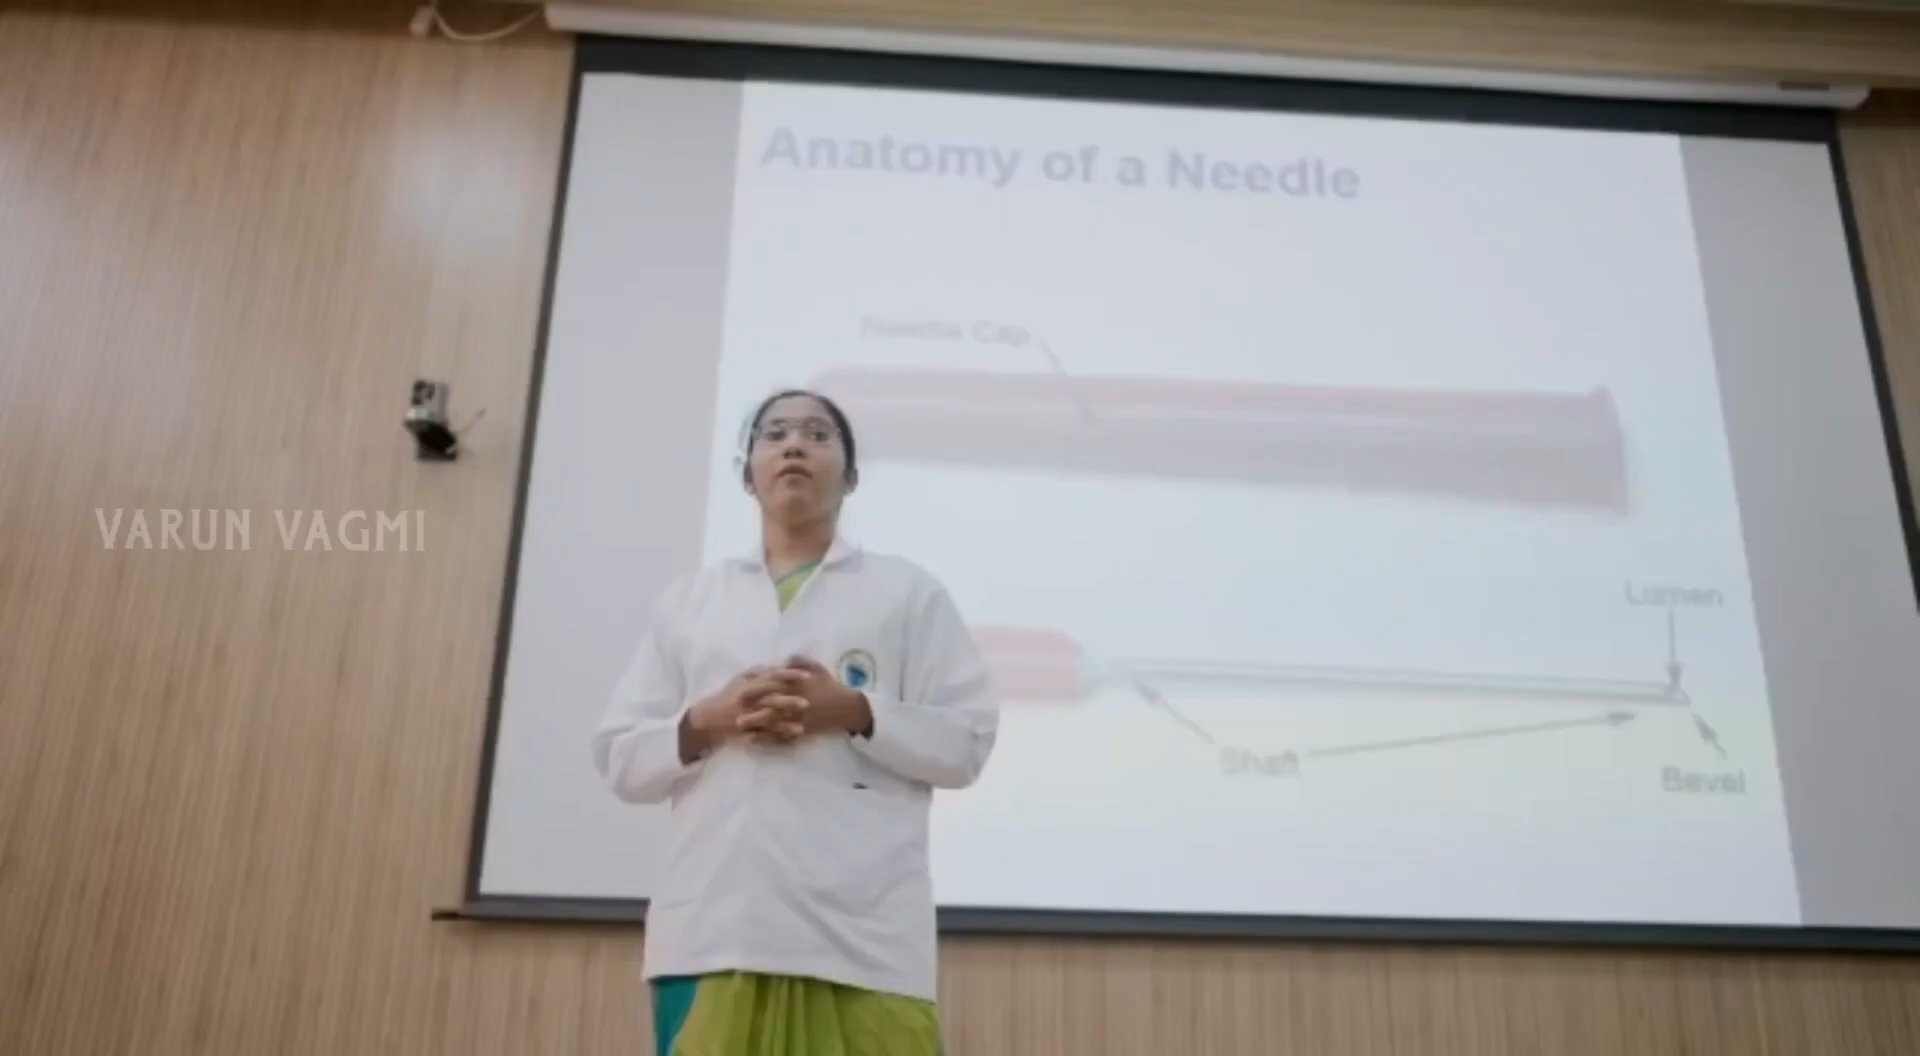 Anatomy of a Needle
Needle Cap
VARUN VAGMI
Lumen
Shaft
Bevel